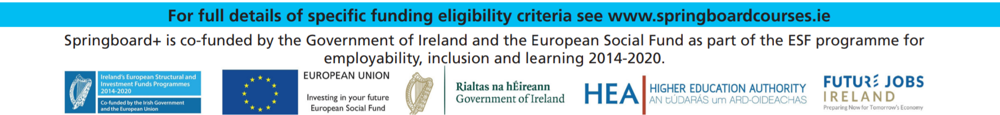 For full details of specific funding eligibility criteria see www.springboardcourses.ie
Springboard+ is co-funded by the Government of Ireland and the European Social Fund as part of the ESF programme for
employability, inclusion and learning 2014-2020.
Ireland's European Structural and
Investment Funds Programmes
2014-2020
Co-funded by the Irish Government
and the European Union
EUROPEAN UNION
Investing in your future
European Social Fund
Rialtas na hÉireann
Government of Ireland
HEA
HIGHER EDUCATION AUTHORITY
AN tÚDARÁS um ARD-OIDEACHAS
FUTURE JOBS
IRELAND
Preparing Now for Tomorrow's Economy